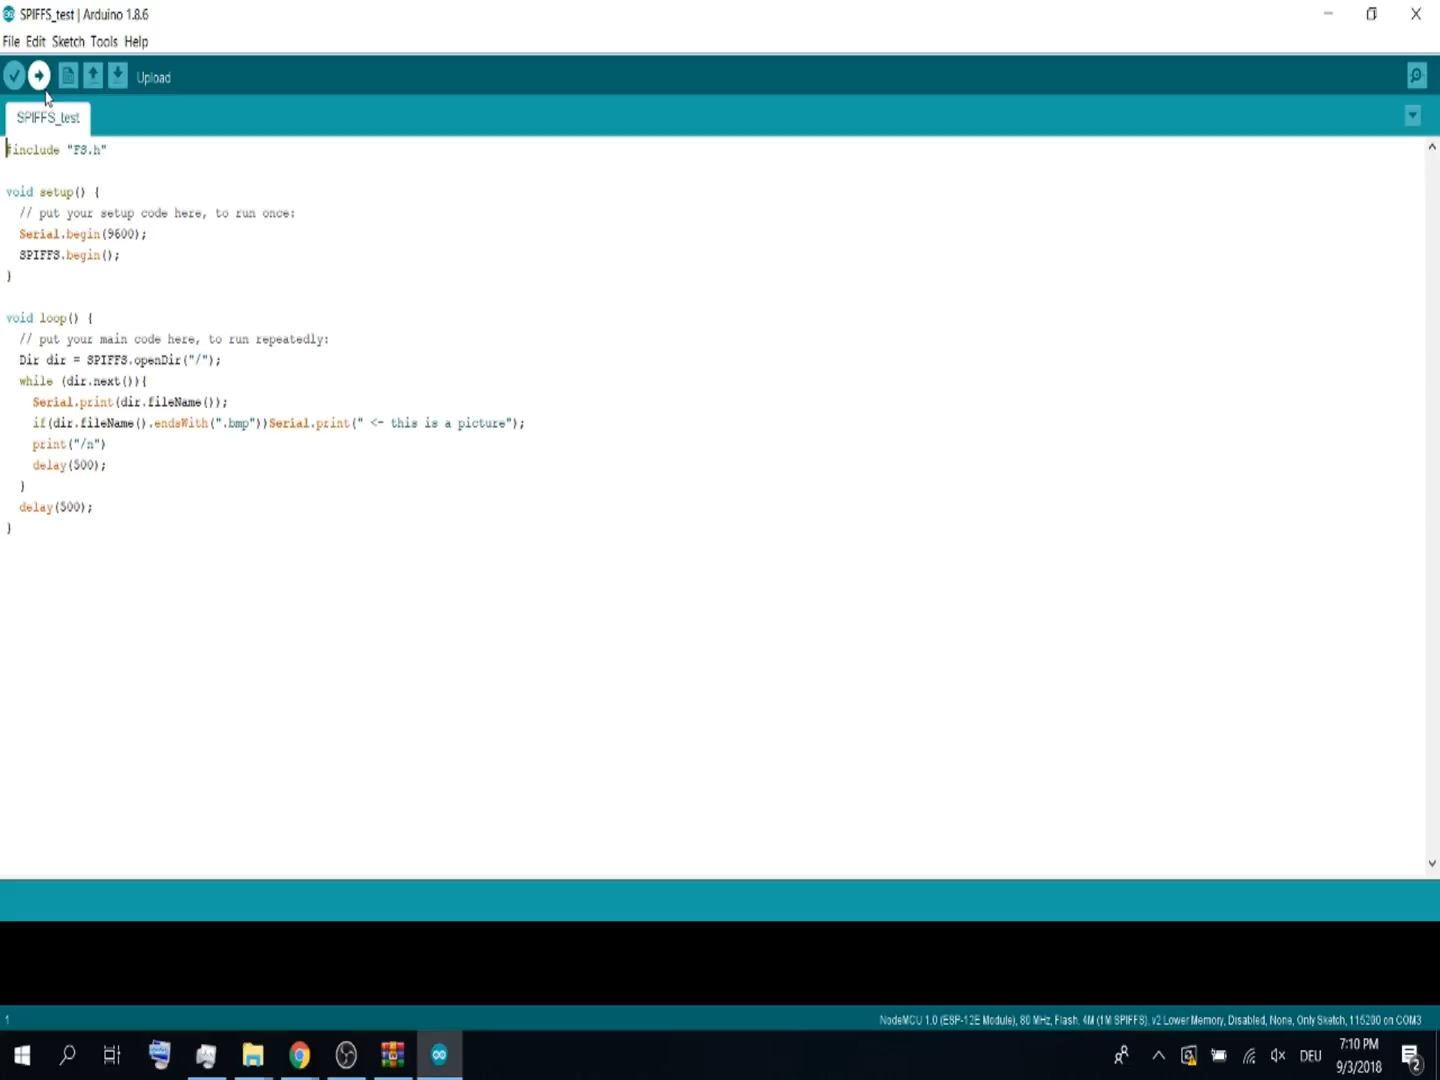 SPIFFS_test | Arduino 1.8.6
File Edit Sketch Tools Help
Upload
SPIFFS_test
#include "FS.h"
void setup() {
// put your setup code here, to run once:
Serial.begin(9600);
SPIFFS.begin();
}
void loop() {
// put your main code here, to run repeatedly:
Dir dir = SPIFFS.openDir("/");
while (dir.next()){
Serial.print(dir.fileName());
if(dir.fileName().endsWith(".bmp"))Serial.print(" <- this is a picture");
print("/n")
delay(500);
}
delay(500);
}
1
NodeMCU 1.0 (ESP-12E Module), 80 MHz, Flash, 4M (1M SPIFFS), v2 Lower Memory, Disabled, None, Only Sketch, 115200 on COM3
DEU
7:10 PM
9/3/2018
2